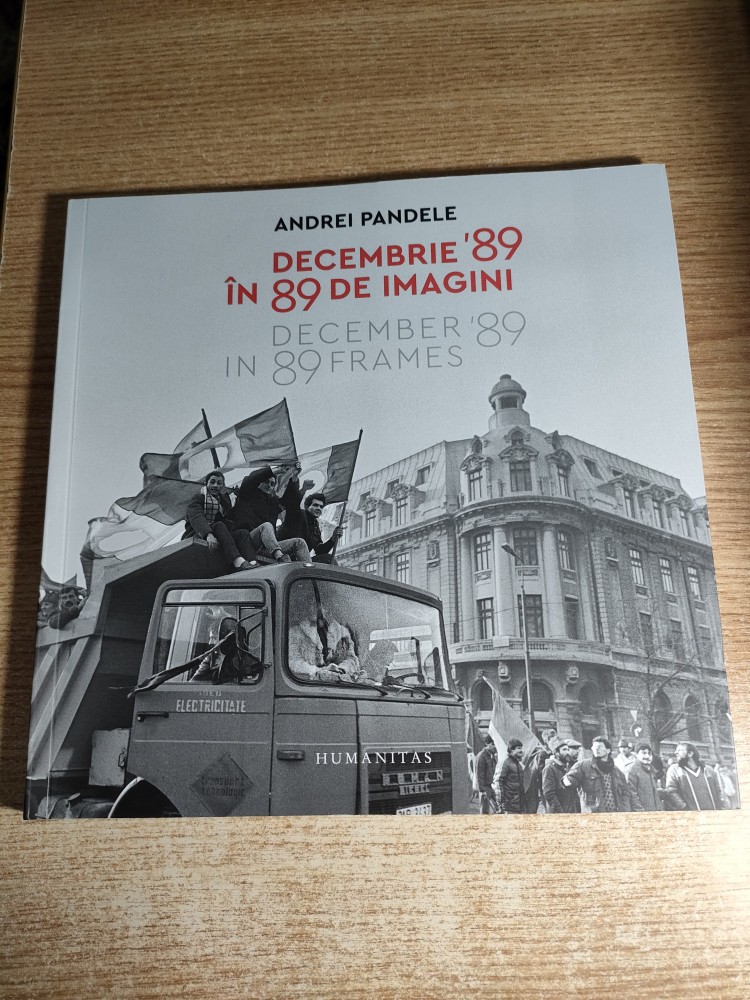 ANDREI PANDELE
DECEMBRIE '89
ÎN 89 DE IMAGINI
DECEMBER '89
IN 89 FRAMES
ELECTRICITATE
HUMANITAS